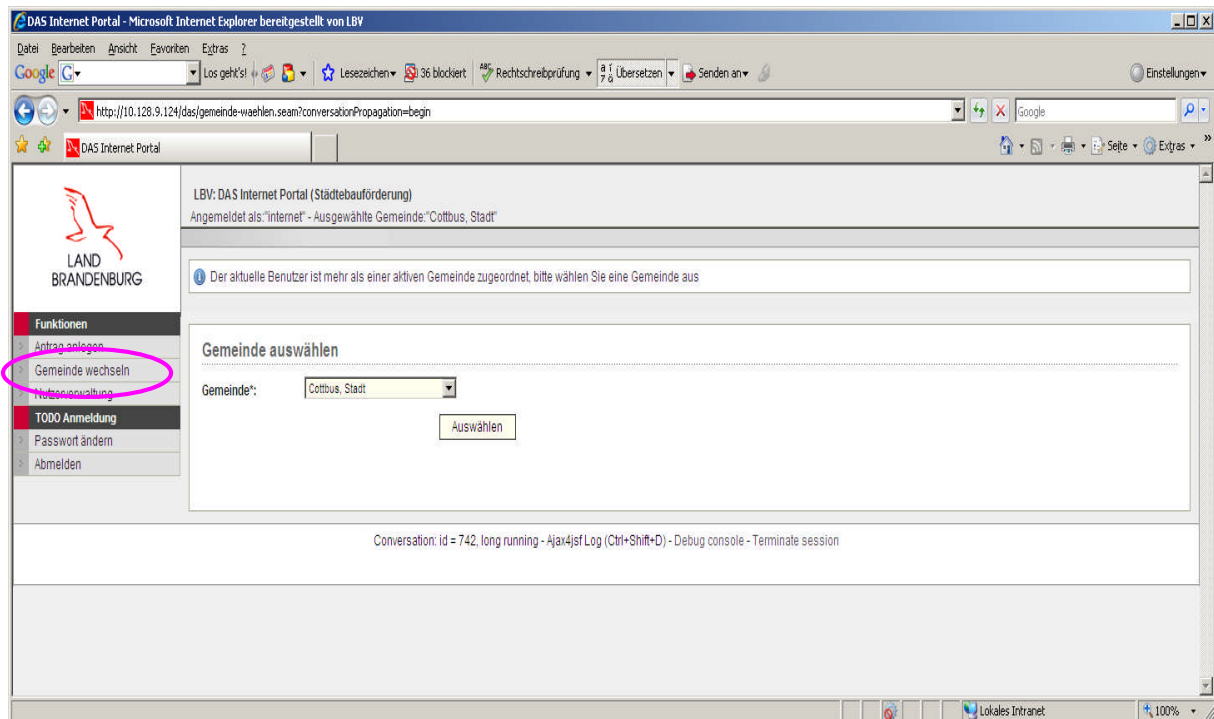 DAS Internet Portal - Microsoft Internet Explorer bereitgestellt von LBV
Datei Bearbeiten Ansicht Favoriten Extras ?
Google G Los geht's! Lesezeichen 36 blockiert ABC Rechtschreibprüfung Übersetzen Senden an Einstellungen
http://10.128.9.124/das/gemeinde-waehlen.seam?conversationPropagation=begin Google
DAS Internet Portal Seite Extras »
LAND
BRANDENBURG
LBV: DAS Internet Portal (Städtebauförderung)
Angemeldet als:"internet" - Ausgewählte Gemeinde:"Cottbus, Stadt"
Der aktuelle Benutzer ist mehr als einer aktiven Gemeinde zugeordnet, bitte wählen Sie eine Gemeinde aus
Funktionen
Antrag anlegen
Gemeinde wechseln
Nutzerverwaltung
TODO Anmeldung
Passwort ändern
Abmelden
Gemeinde auswählen
Gemeinde*: Cottbus, Stadt
Auswählen
Conversation: id = 742, long running - Ajax4jsf Log (Ctrl+Shift+D) - Debug console - Terminate session
Lokales Intranet 100%